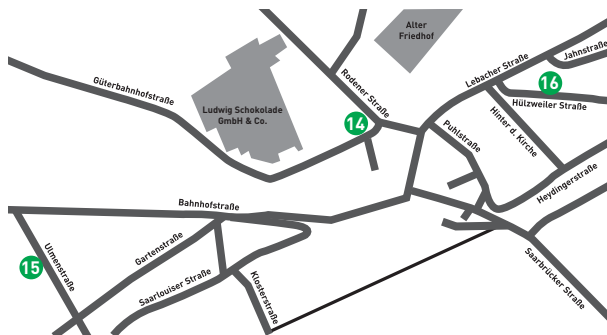 Alter
Friedhof
Lebacher Straße
Jahnstraße
16
Hülzweiler Straße
Güterbahnhofstraße
Rodener Straße
Ludwig Schokolade
GmbH & Co.
14
Puhlstraße
Hinter d. Kirche
Heydingerstraße
Bahnhofstraße
15
Ulmenstraße
Gartenstraße
Saarlouiser Straße
Klosterstraße
Saarbrücker Straße